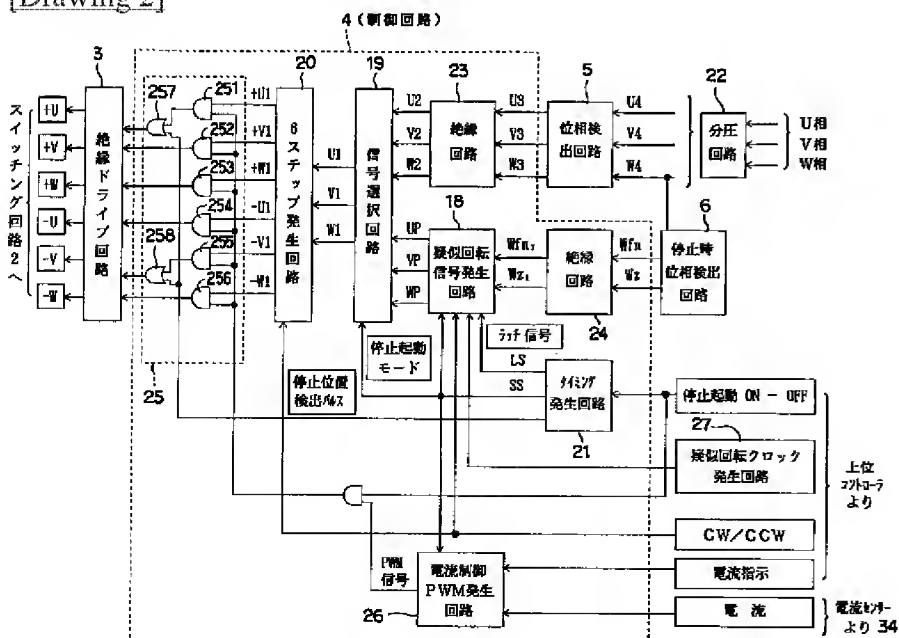 [Drawing 2]
4(制御回路)
3
257
251
252
253
254
255
256
258
25
+U
+V
+W
-U
-V
-W
スイッチング回路2へ
絶縁ドライブ回路
+U1
+V1
+W1
-U1
-V1
-W1
20
6ステップ発生回路
U1
V1
W1
19
信号選択回路
U2
V2
W2
23
絶縁回路
U3
V3
W3
5
位相検出回路
U4
V4
W4
22
分圧回路
U相
V相
W相
18
UP
VP
WP
疑似回転
信号発生
回路
Wz1
絶縁
回路
24
Wz
6
停止時
位相検出
回路
停止起動
モード
停止位置
検出パルス
ラッチ信号
LS
SS
タイミング
発生回路
21
停止起動 ON - OFF
27
疑似回転クロック
発生回路
CW/CCW
電流指示
上位
コントローラ
より
PWM
信号
電流制御
PWM発生
回路
26
電流
電流センサー
より 34